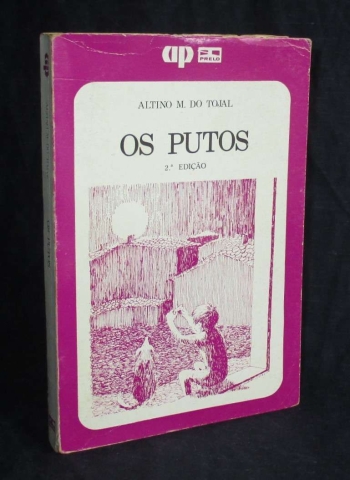 ap
PRELO
ALTINO M. DO TOJAL
OS PUTOS
2.ª EDIÇÃO